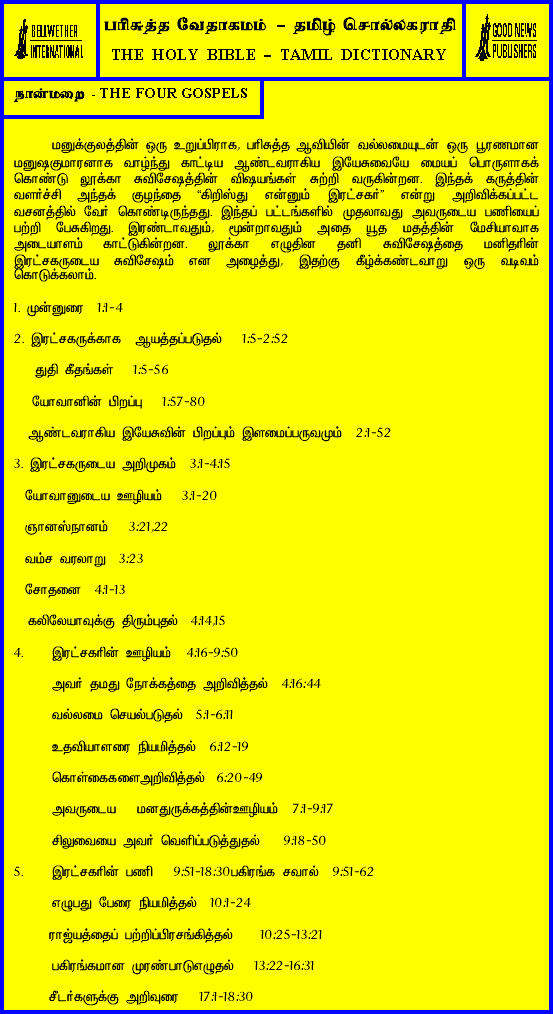 BELLWETHER
INTERNATIONAL
பரிசுத்த வேதாகமம் – தமிழ் சொல்லகராதி
THE HOLY BIBLE – TAMIL DICTIONARY
GOOD NEWS
PUBLISHERS
நான்மறை - THE FOUR GOSPELS
மனுக்குலத்தின் ஒரு உறுப்பிராக, பரிசுத்த ஆவியின் வல்லமையுடன் ஒரு பூரணமான
மனுஷகுமாரனாக வாழ்ந்து காட்டிய ஆண்டவராகிய இயேசுவையே மையப் பொருளாகக்
கொண்டு லூக்கா சுவிசேஷத்தின் விஷயங்கள் சுற்றி வருகின்றன. இந்தக் கருத்தின்
வளர்ச்சி அந்தக் குழந்தை “கிறிஸ்து என்னும் இரட்சகர்” என்று அறிவிக்கப்பட்ட
வசனத்தில் வேர் கொண்டிருந்தது. இந்தப் பட்டங்களில் முதலாவது அவருடைய பணியைப்
பற்றி பேசுகிறது. இரண்டாவதும், மூன்றாவதும் அதை யூத மதத்தின் மேசியாவாக
அடையாளம் காட்டுகின்றன. லூக்கா எழுதின தனி சுவிசேஷத்தை மனிதரின்
இரட்சகருடைய சுவிசேஷம் என அழைத்து, இதற்கு கீழ்க்கண்டவாறு ஒரு வடிவம்
கொடுக்கலாம்.
1. முன்னுரை 1:1-4
2. இரட்சகருக்காக ஆயத்தப்படுதல் 1:5-2:52
துதி கீதங்கள் 1:5-56
யோவானின் பிறப்பு 1:57-80
ஆண்டவராகிய இயேசுவின் பிறப்பும் இளமைப்பருவமும் 2:1-52
3. இரட்சகருடைய அறிமுகம் 3:1-4:15
யோவானுடைய ஊழியம் 3:1-20
ஞானஸ்நானம் 3:21,22
வம்ச வரலாறு 3:23
சோதனை 4:1-13
கலிலேயாவுக்கு திரும்புதல் 4:14,15
4. இரட்சகரின் ஊழியம் 4:16-9:50
அவர் தமது நோக்கத்தை அறிவித்தல் 4:16:44
வல்லமை செயல்படுதல் 5:1-6:11
உதவியாளரை நியமித்தல் 6:12-19
கொள்கைகளைஅறிவித்தல் 6:20-49
அவருடைய மனதுருக்கத்தின்ஊழியம் 7:1-9:17
சிலுவையை அவர் வெளிப்படுத்துதல் 9:18-50
5. இரட்சகரின் பணி 9:51-18:30பகிரங்க சவால் 9:51-62
எழுபது பேரை நியமித்தல் 10:1-24
ராஜ்யத்தைப் பற்றிப்பிரசங்கித்தல் 10:25-13:21
பகிரங்கமான முரண்பாடுஎழுதல் 13:22-16:31
சீடர்களுக்கு அறிவுரை 17:1-18:30